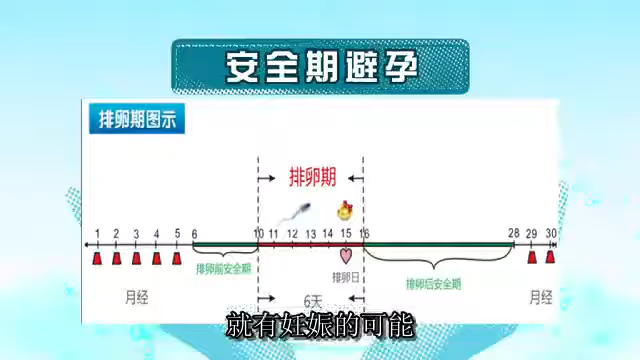 安全期避孕
排卵期图示
排卵期
1 2 3 4 5 6 10 11 12 13 14 15 16 28 29 30
排卵前安全期 排卵日 排卵后安全期
月经 6天 月经
就有妊娠的可能